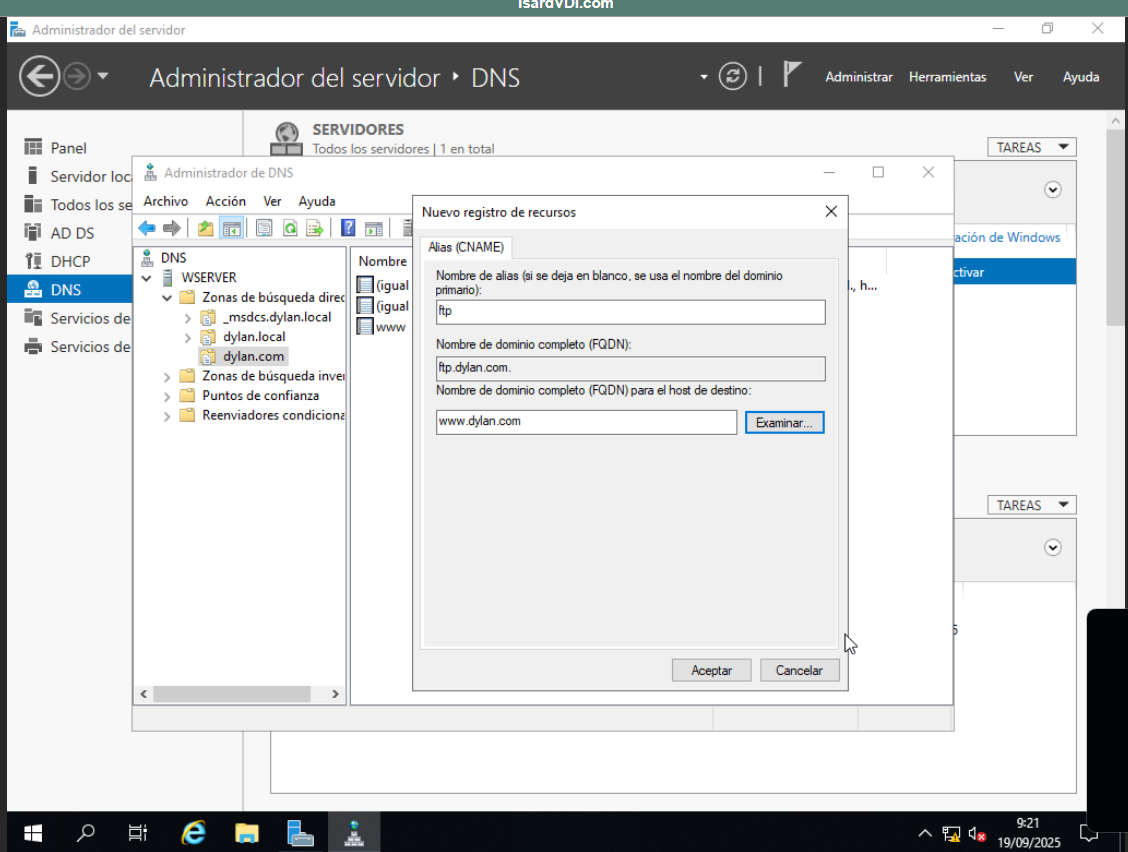 IsardVDI.com
Administrador del servidor
Administrador del servidor ‣ DNS
Administrar Herramientas Ver Ayuda
Panel
Servidor loc
Todos los se
AD DS
DHCP
DNS
Servicios de
Servicios de
SERVIDORES
Todos los servidores | 1 en total
TAREAS
ación de Windows
ctivar
TAREAS
Administrador de DNS
Archivo Acción Ver Ayuda
DNS
WSERVER
Zonas de búsqueda direc
_msdcs.dylan.local
dylan.local
dylan.com
Zonas de búsqueda inver
Puntos de confianza
Reenviadores condiciona
Nombre
(igual
(igual
www
., h...
Nuevo registro de recursos
Alias (CNAME)
Nombre de alias (si se deja en blanco, se usa el nombre del dominio
primario):
ftp
Nombre de dominio completo (FQDN):
ftp.dylan.com.
Nombre de dominio completo (FQDN) para el host de destino:
www.dylan.com
Examinar...
Aceptar Cancelar
9:21
19/09/2025